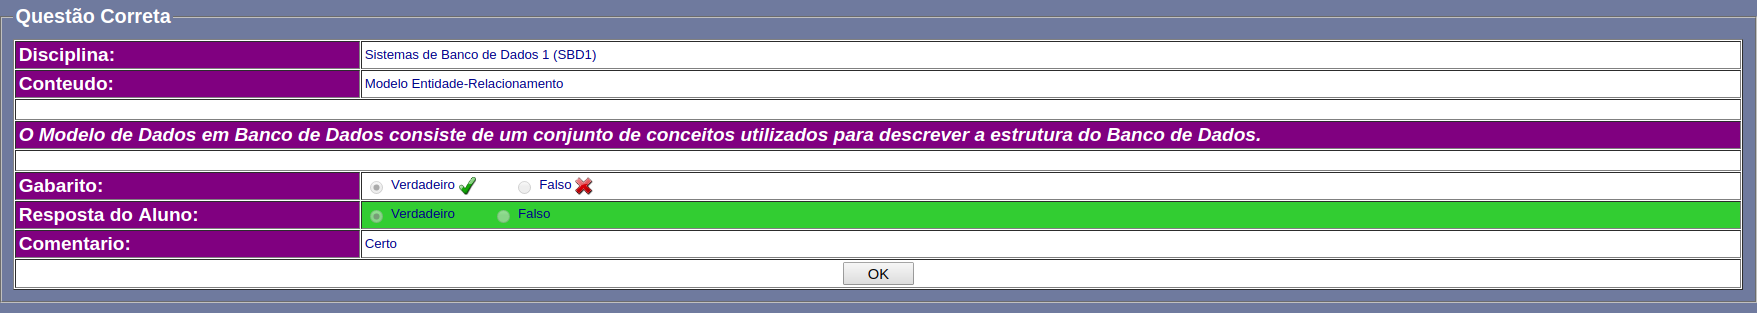 Questão Correta
Disciplina: Sistemas de Banco de Dados 1 (SBD1)
Conteudo: Modelo Entidade-Relacionamento
O Modelo de Dados em Banco de Dados consiste de um conjunto de conceitos utilizados para descrever a estrutura do Banco de Dados.
Gabarito: Verdadeiro Falso
Resposta do Aluno: Verdadeiro Falso
Comentario: Certo
OK